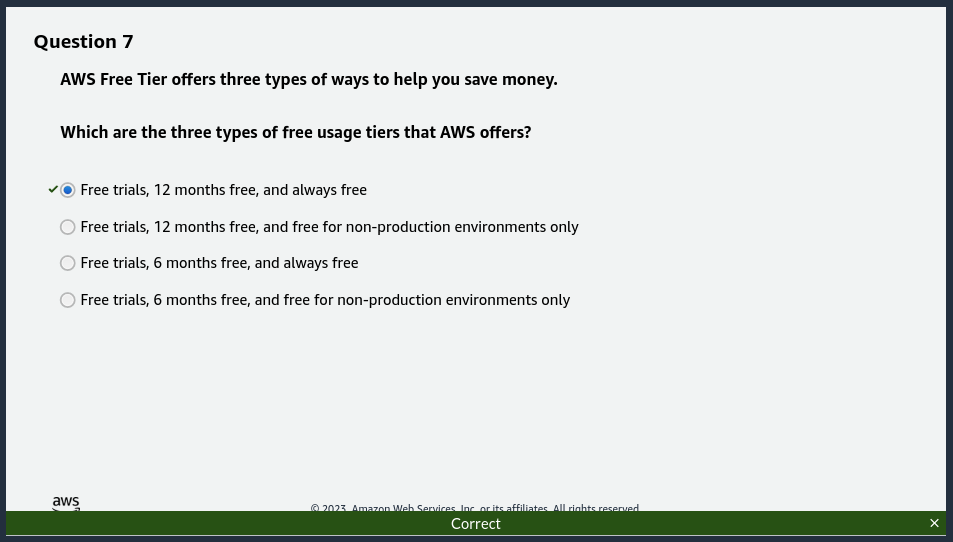 Question 7
AWS Free Tier offers three types of ways to help you save money.
Which are the three types of free usage tiers that AWS offers?
Free trials, 12 months free, and always free
Free trials, 12 months free, and free for non-production environments only
Free trials, 6 months free, and always free
Free trials, 6 months free, and free for non-production environments only
aws
© 2023, Amazon Web Services, Inc. or its affiliates. All rights reserved.
Correct